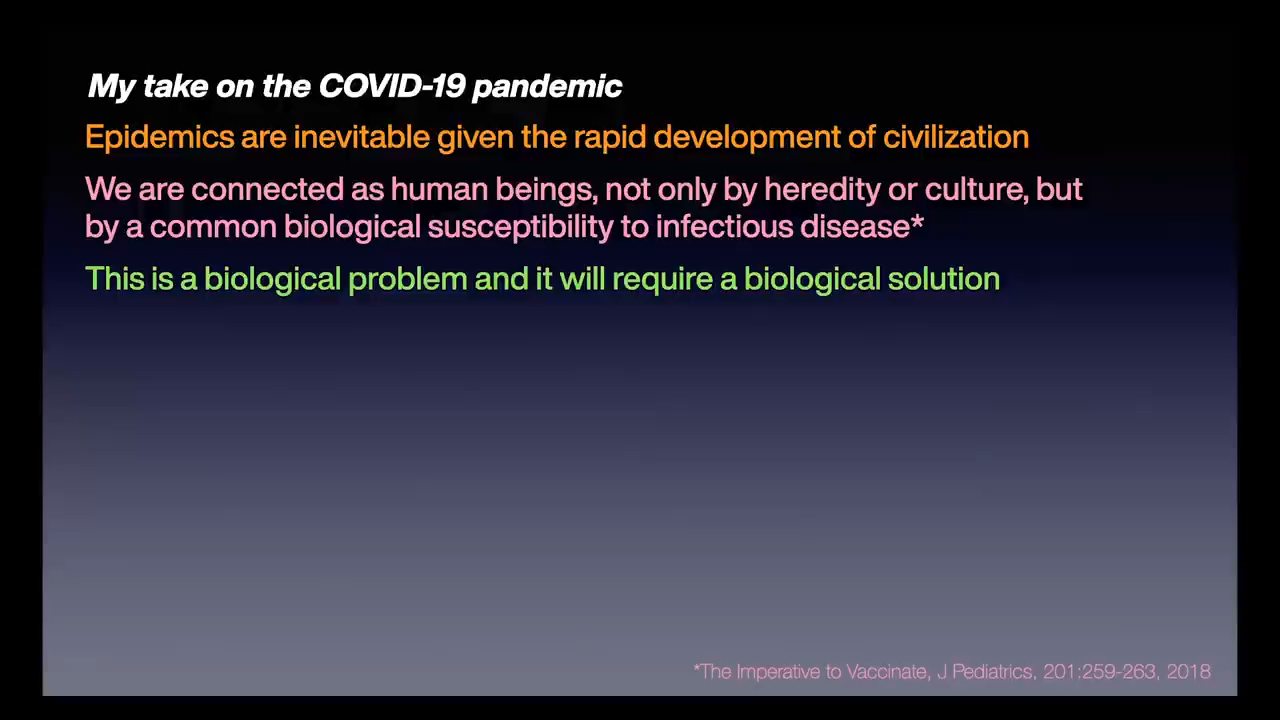 My take on the COVID-19 pandemic
Epidemics are inevitable given the rapid development of civilization
We are connected as human beings, not only by heredity or culture, but
by a common biological susceptibility to infectious disease*
This is a biological problem and it will require a biological solution
*The Imperative to Vaccinate, J Pediatrics, 201:259-263, 2018